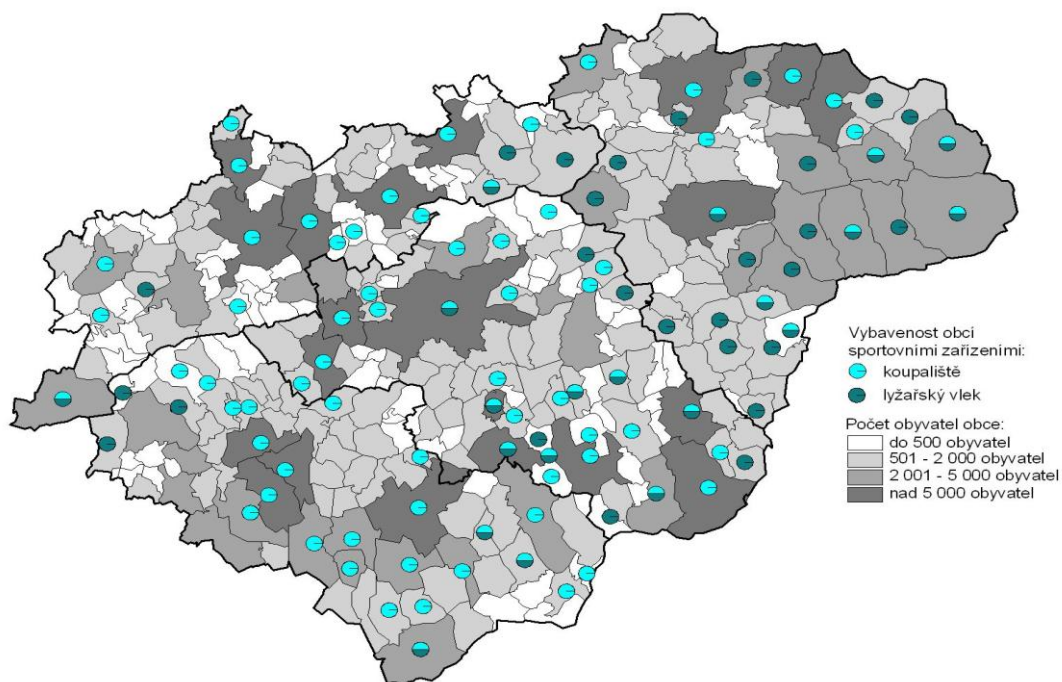 Vybavenost obcí
sportovními zařízeními:
koupaliště
lyžařský vlek
Počet obyvatel obce:
do 500 obyvatel
501 - 2 000 obyvatel
2 001 - 5 000 obyvatel
nad 5 000 obyvatel